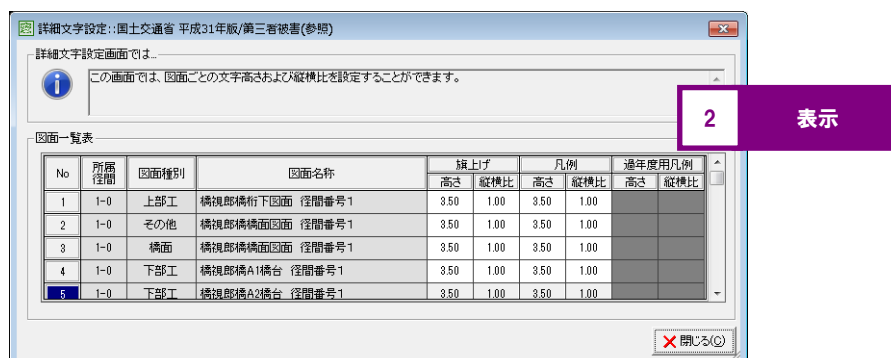 詳細文字設定::国土交通省 平成31年版/第三者被害(参照)
詳細文字設定画面では...
この画面では、図面ごとの文字高さおよび縦横比を設定することができます。
2 表示
図面一覧表
No 所属径間 図面種別 図面名称 旗上げ 凡例 過年度用凡例
高さ 縦横比 高さ 縦横比 高さ 縦横比
1 1-0 上部工 橋視郎橋桁下図面 径間番号1 3.50 1.00 3.50 1.00
2 1-0 その他 橋視郎橋橋面図面 径間番号1 3.50 1.00 3.50 1.00
3 1-0 橋面 橋視郎橋橋面図面 径間番号1 3.50 1.00 3.50 1.00
4 1-0 下部工 橋視郎橋A1橋台 径間番号1 3.50 1.00 3.50 1.00
5 1-0 下部工 橋視郎橋A2橋台 径間番号1 3.50 1.00 3.50 1.00
閉じる(C)